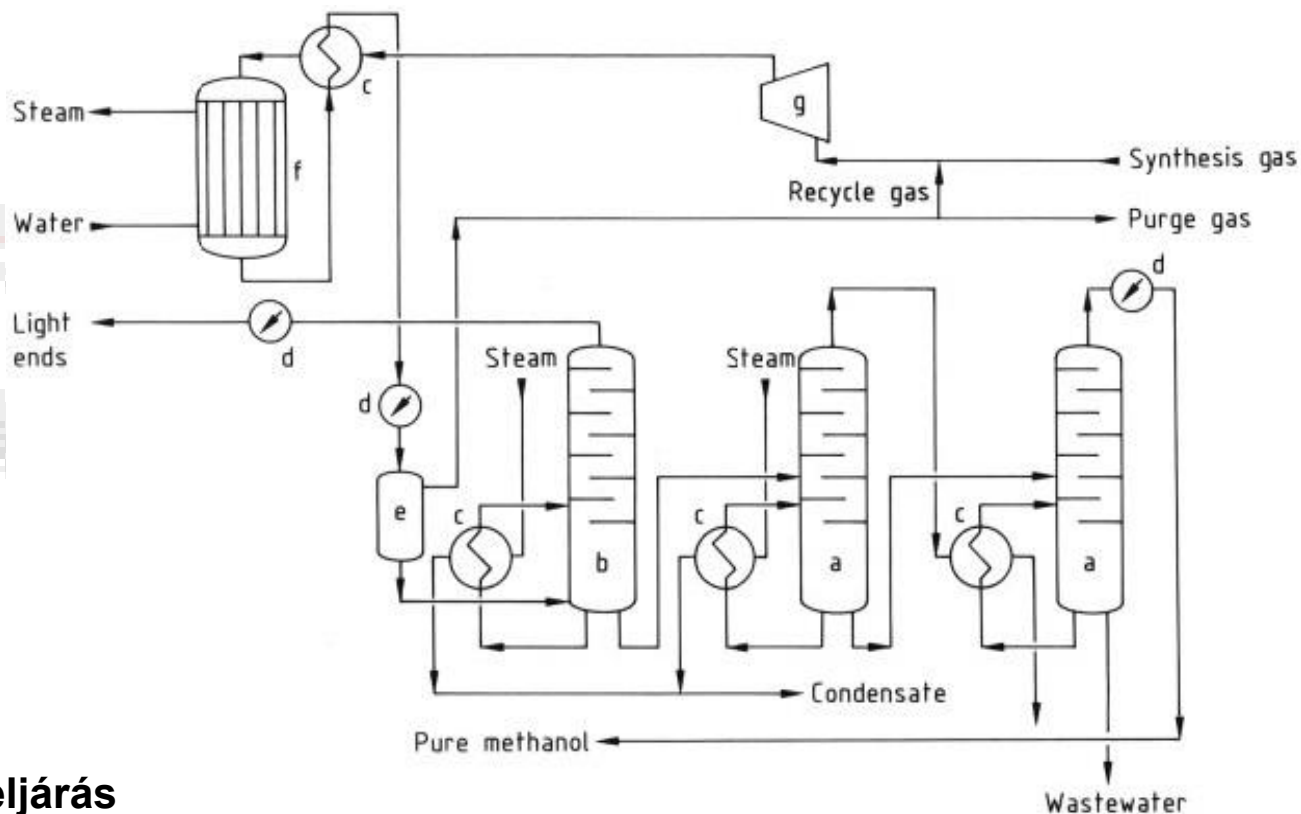 c
g
Steam
f
Synthesis gas
Recycle gas
Water
Purge gas
d
Light
ends
d
Steam
Steam
d
e
c
c
c
b
a
a
Condensate
Pure methanol
eljárás
Wastewater